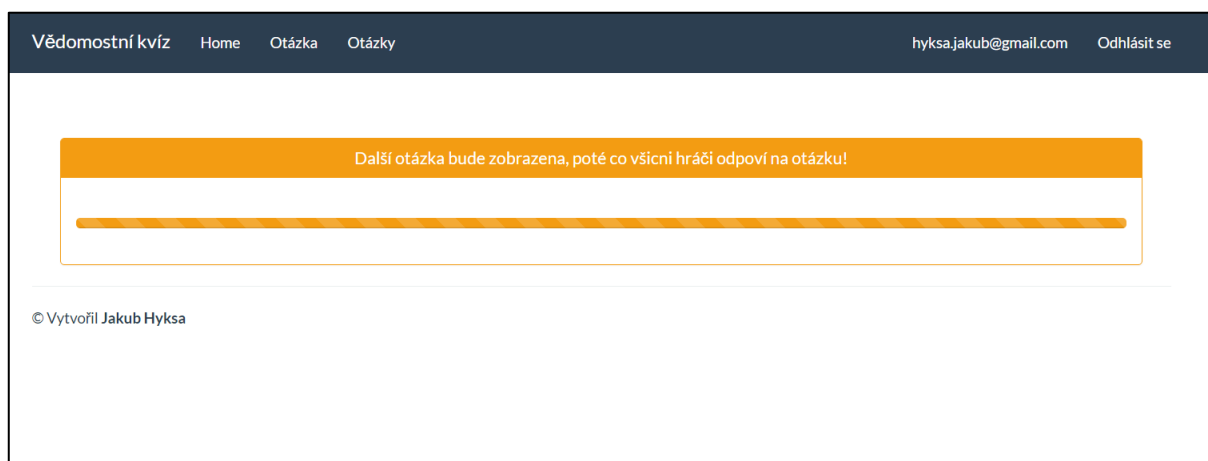 Vědomostní kvíz Home Otázka Otázky hyksa.jakub@gmail.com Odhlásit se
Další otázka bude zobrazena, poté co všicni hráči odpoví na otázku!
© Vytvořil Jakub Hyksa